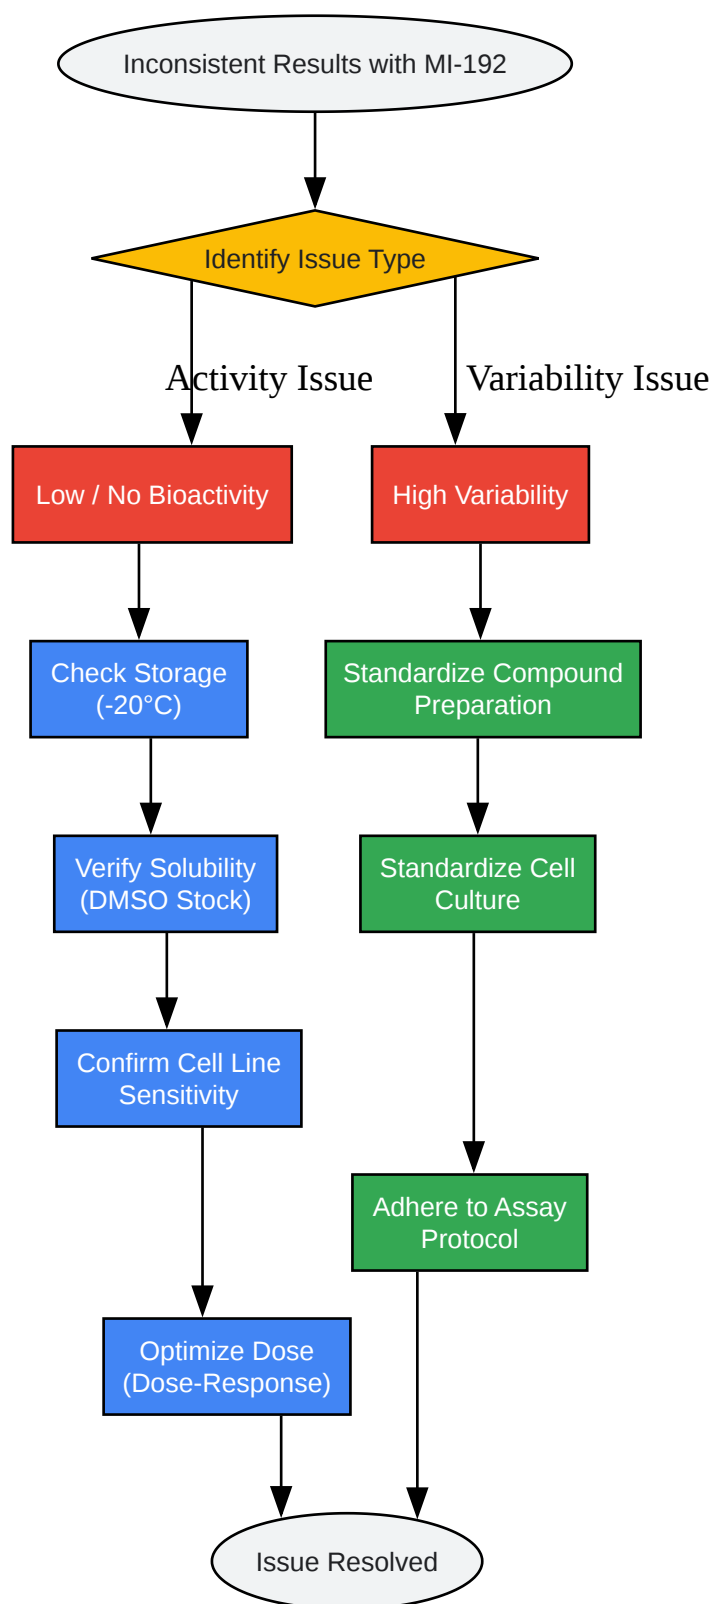 Inconsistent Results with MI-192
Identify Issue Type
Activity Issue
Variability Issue
Low / No Bioactivity
High Variability
Check Storage
(-20°C)
Standardize Compound
Preparation
Verify Solubility
(DMSO Stock)
Standardize Cell
Culture
Confirm Cell Line
Sensitivity
Adhere to Assay
Protocol
Optimize Dose
(Dose-Response)
Issue Resolved